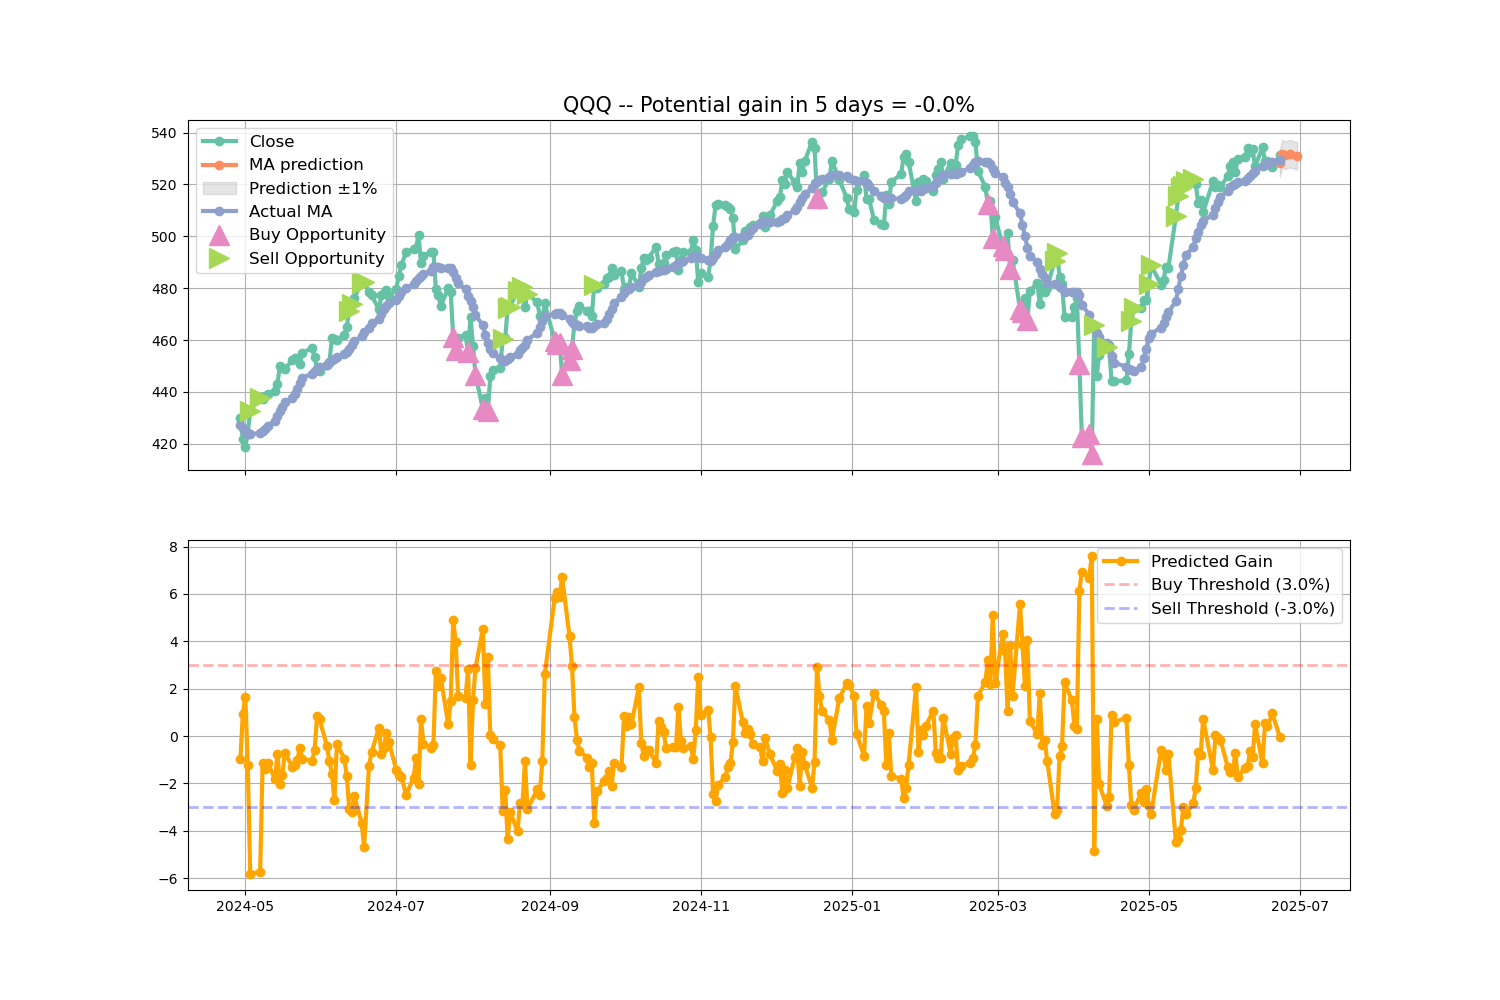 QQQ -- Potential gain in 5 days = -0.0%
540
520
500
480
460
440
420
Close
MA prediction
Prediction ±1%
Actual MA
Buy Opportunity
Sell Opportunity
8
6
4
2
0
−2
−4
−6
Predicted Gain
Buy Threshold (3.0%)
Sell Threshold (-3.0%)
2024-05 2024-07 2024-09 2024-11 2025-01 2025-03 2025-05 2025-07